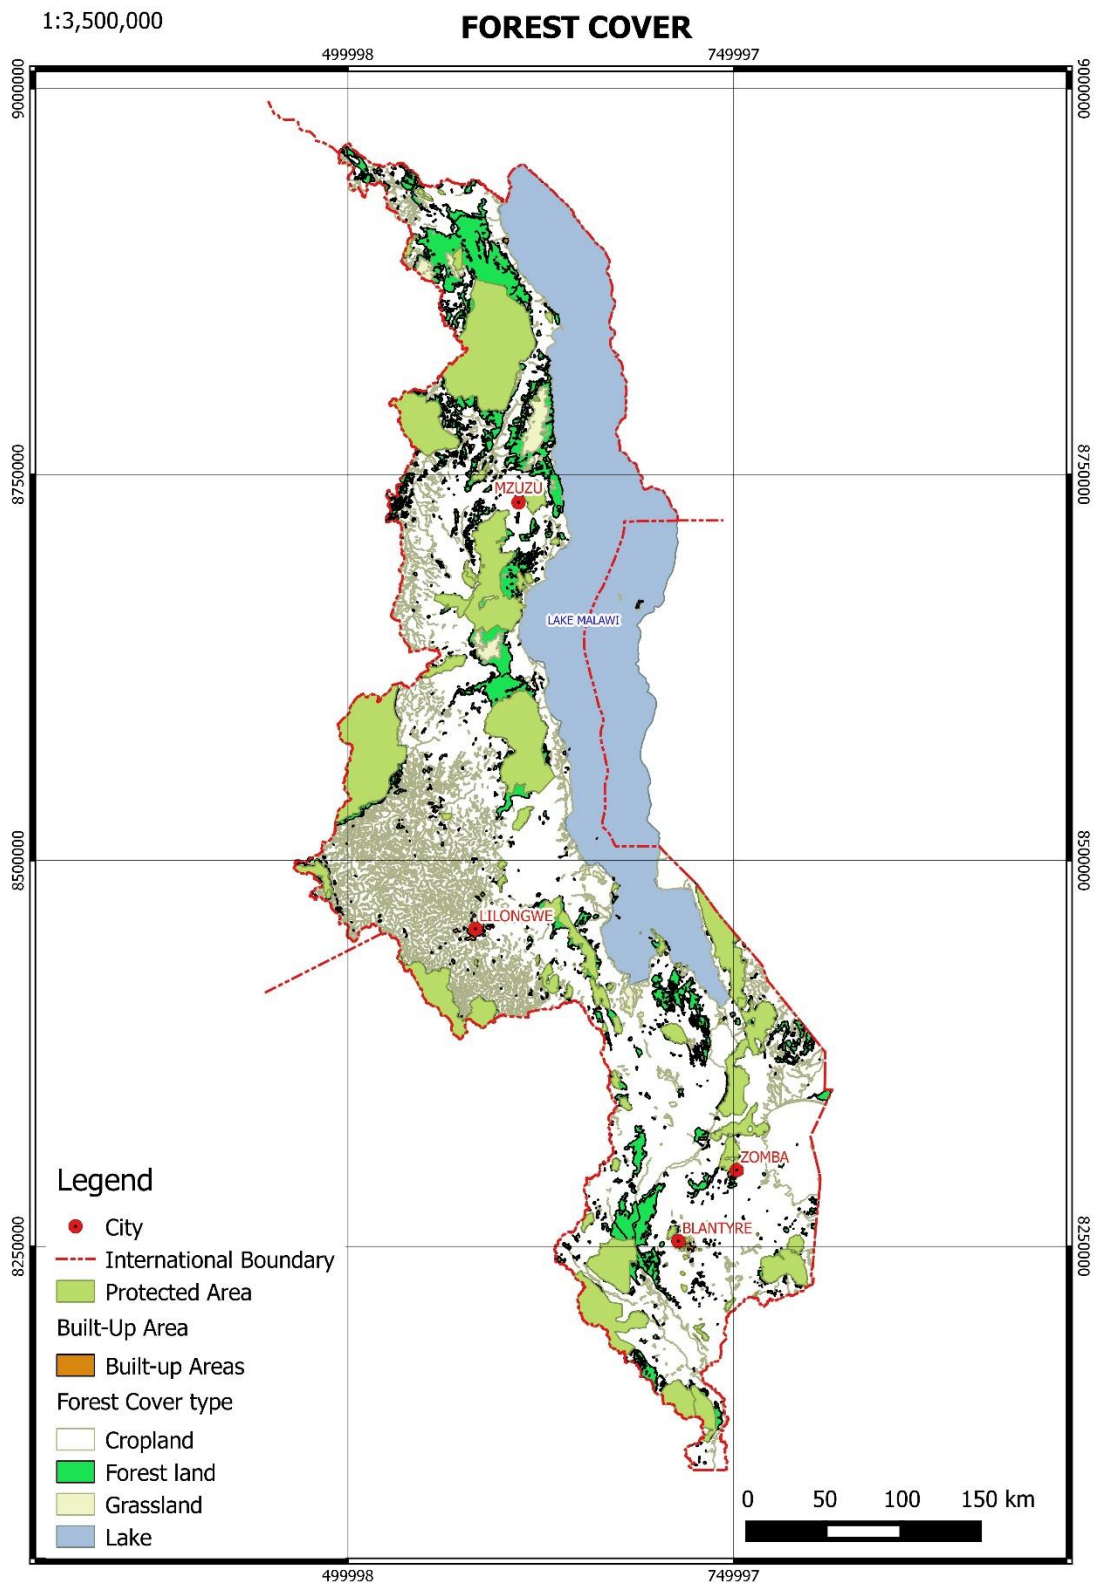 1:3,500,000
FOREST COVER
499998
749997
9000000
9000000
8750000
8750000
MZUZU
LAKE MALAWI
8500000
8500000
LILONGWE
ZOMBA
BLANTYRE
8250000
8250000
Legend
City
International Boundary
Protected Area
Built-Up Area
Built-up Areas
Forest Cover type
Cropland
Forest land
Grassland
Lake
0 50 100 150 km
499998
749997